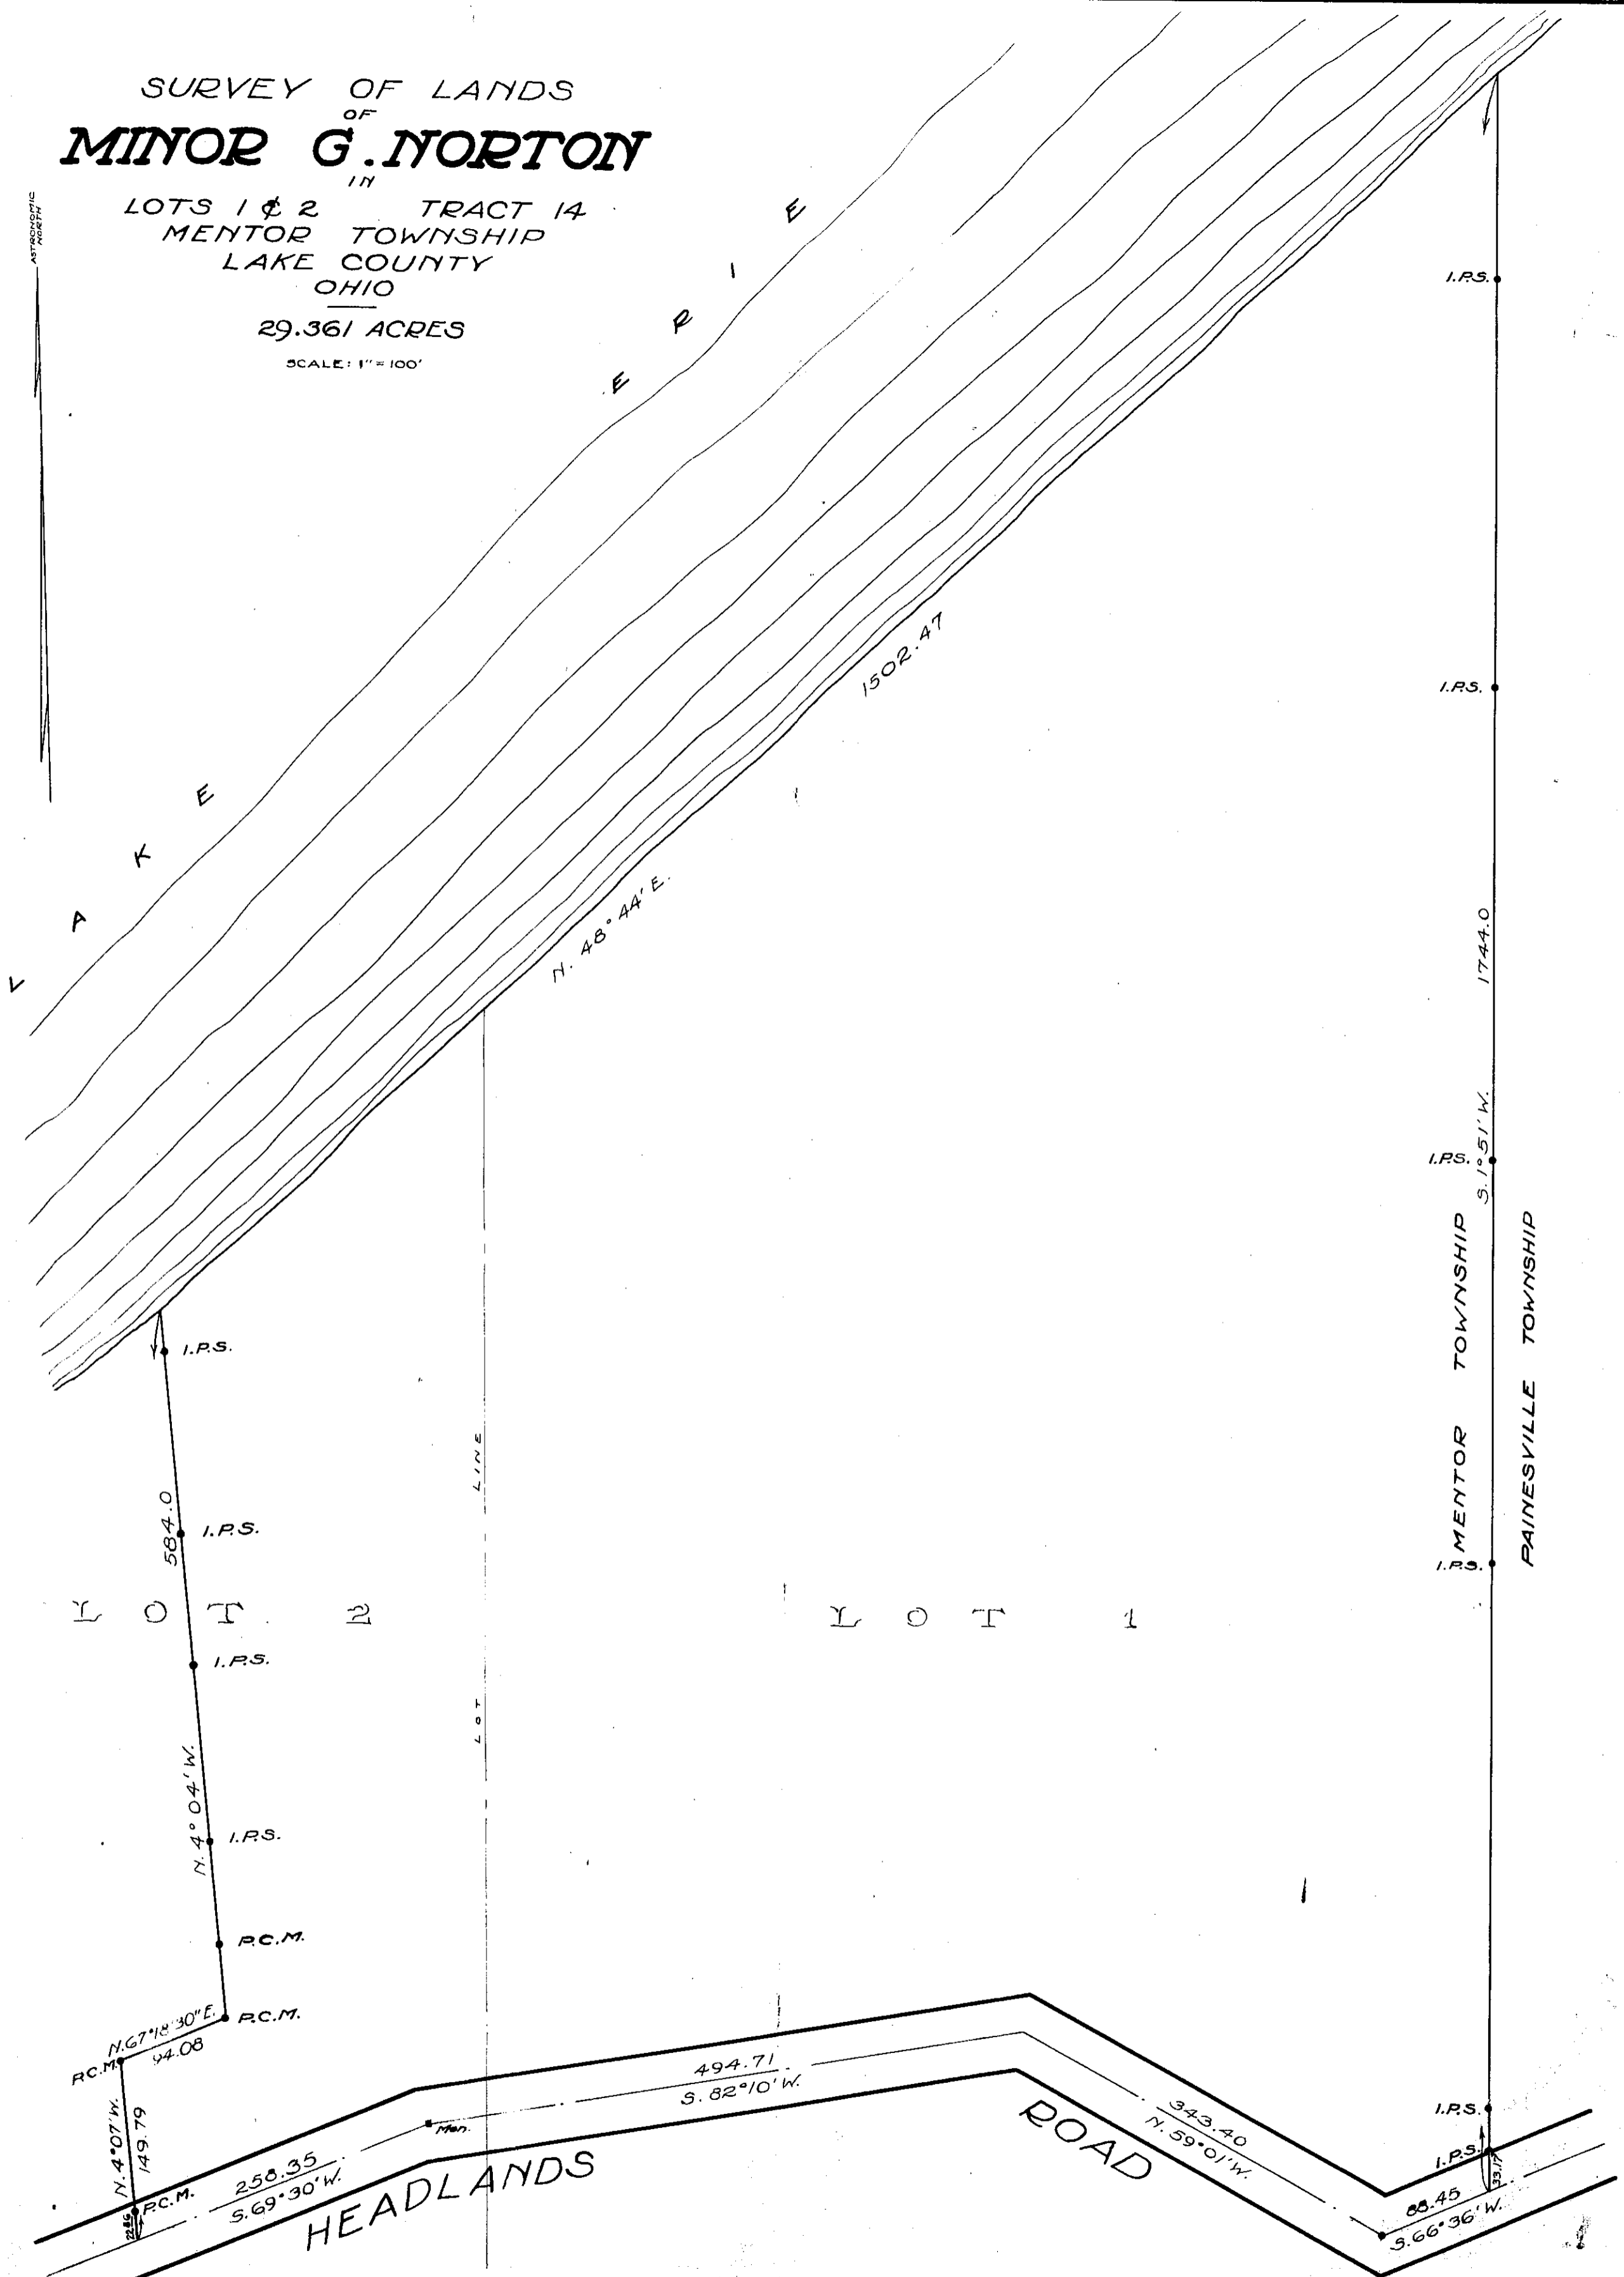 SURVEY OF LANDS
OF
MINOR G. NORTON
IN
LOTS 1 & 2 TRACT 14
MENTOR TOWNSHIP
LAKE COUNTY
OHIO
29.361 ACRES
SCALE: 1"=100'
ASTRONOMIC
NORTH
LAKE ERIE
1502.47
N. 48° 44' E.
I.P.S.
I.P.S.
1744.0
S. 1° 51' W.
I.P.S.
MENTOR TOWNSHIP
PAINESVILLE TOWNSHIP
I.P.S.
I.P.S.
584.0
I.P.S.
LOT LINE
LOT 2
LOT 1
I.P.S.
N. 4° 04' W.
I.P.S.
P.C.M.
P.C.M.
N. 67° 18' 30" E.
94.08
P.C.M.
N. 4° 07' W.
149.79
P.C.M.
258.35
S. 69° 30' W.
Mon.
494.71
S. 82° 10' W.
HEADLANDS ROAD
343.40
N. 59° 01' W.
I.P.S.
I.P.S.
33.17
88.45
S. 66° 36' W.